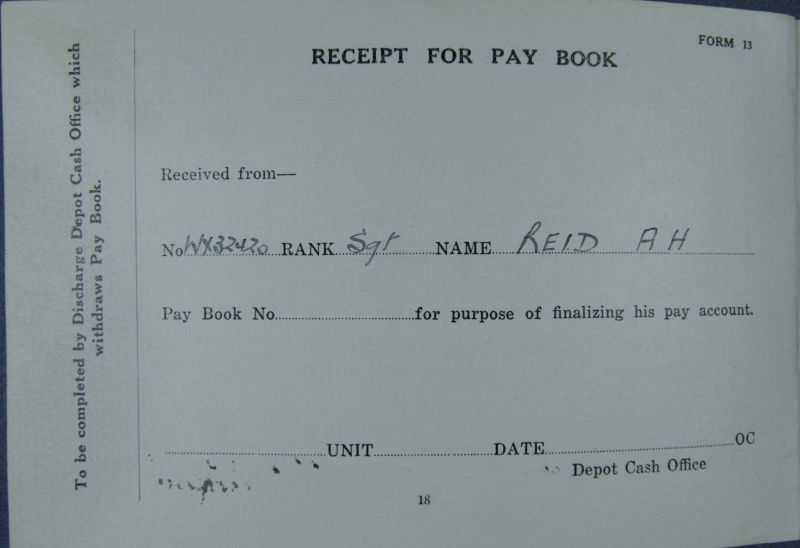 FORM 13
RECEIPT FOR PAY BOOK
Received from—
No WX32420 RANK Sgt NAME REID A H
Pay Book No. for purpose of finalizing his pay account.
UNIT DATE OC
Depot Cash Office
18
To be completed by Discharge Depot Cash Office which
withdraws Pay Book.